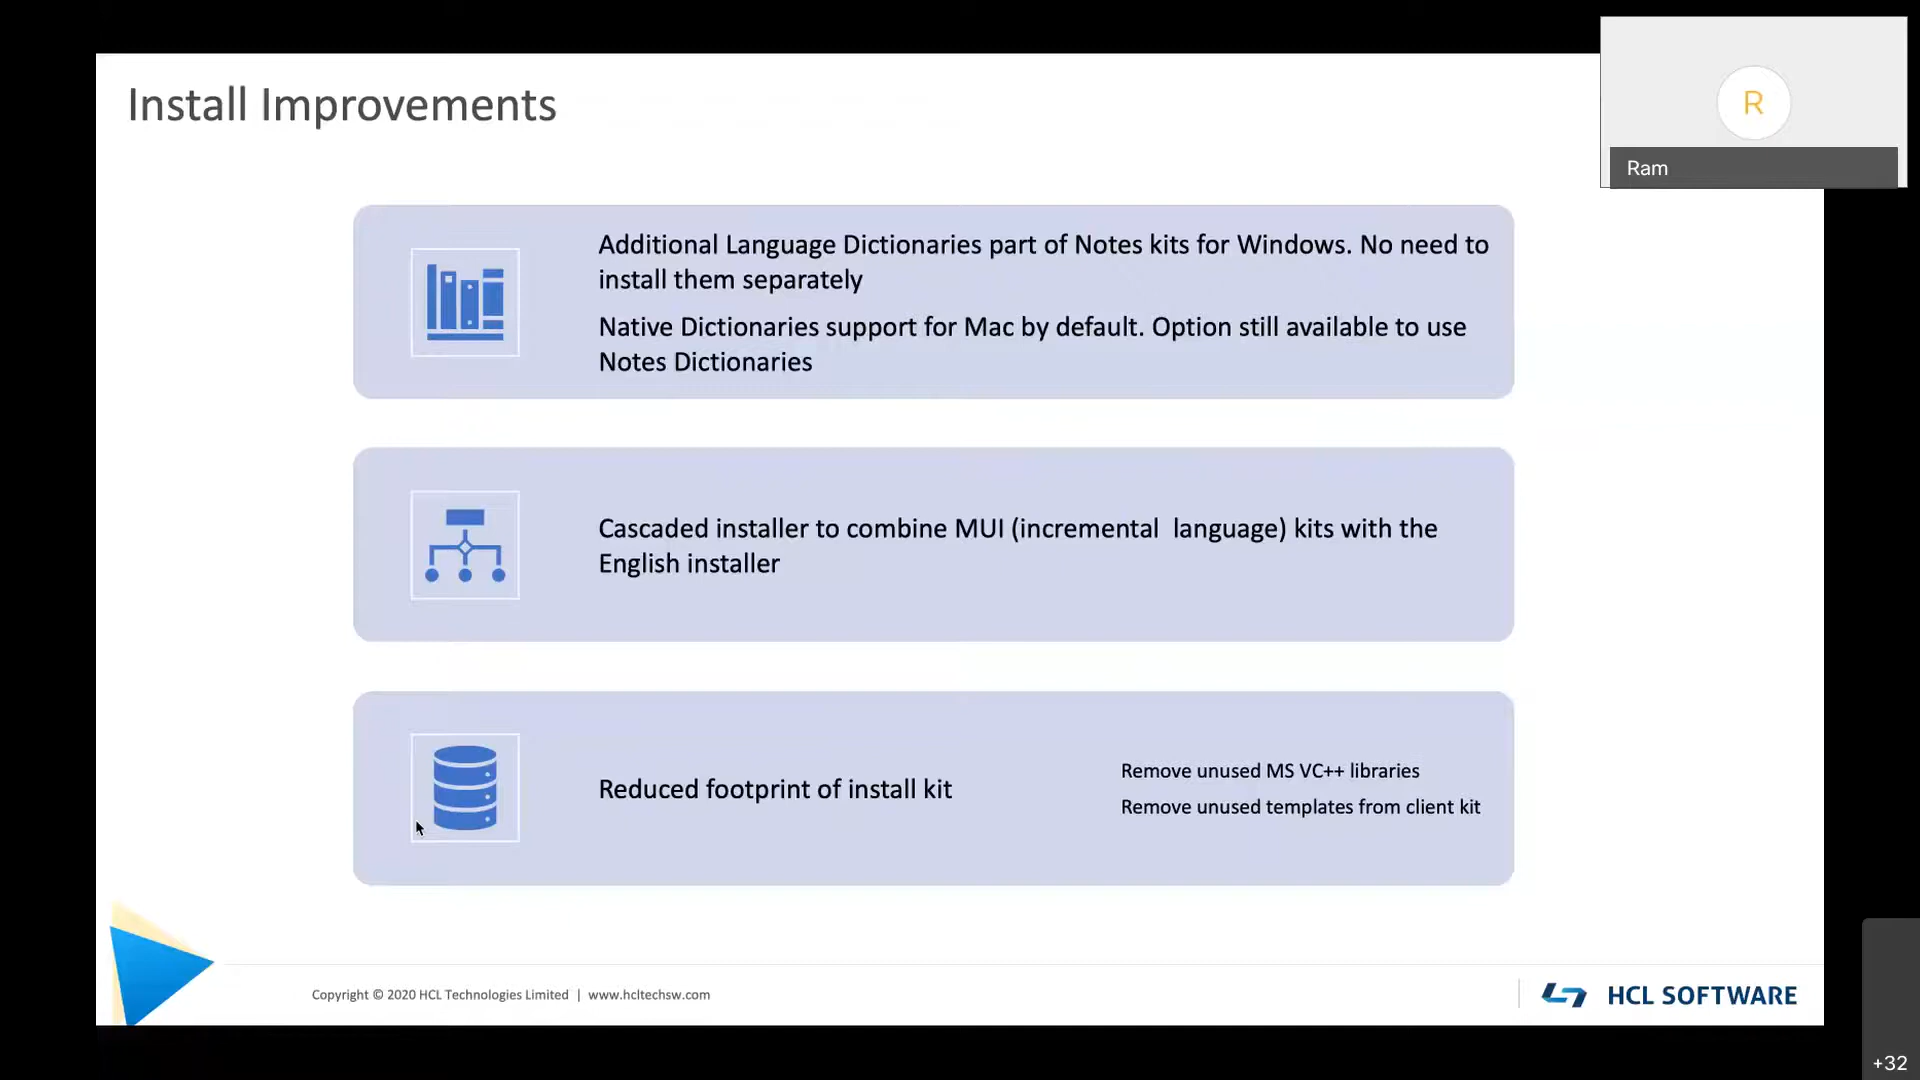 Install Improvements
R
Ram
Additional Language Dictionaries part of Notes kits for Windows. No need to
install them separately
Native Dictionaries support for Mac by default. Option still available to use
Notes Dictionaries
Cascaded installer to combine MUI (incremental  language) kits with the
English installer
Reduced footprint of install kit
Remove unused MS VC++ libraries
Remove unused templates from client kit
Copyright © 2020 HCL Technologies Limited | www.hcltechsw.com
HCL SOFTWARE
+32